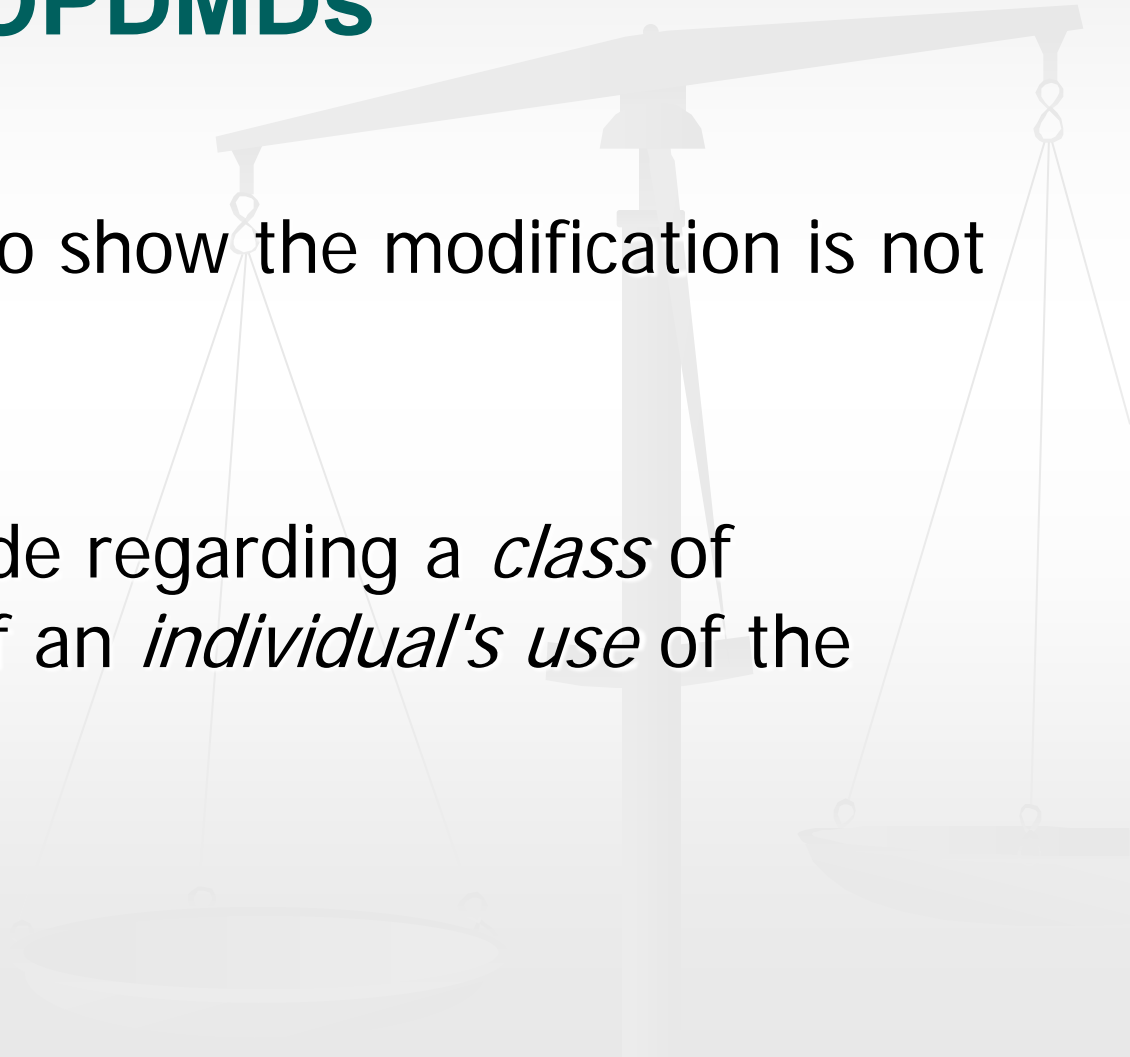 OPDMDs
o show the modification is not
de regarding a class of
f an individual's use of the